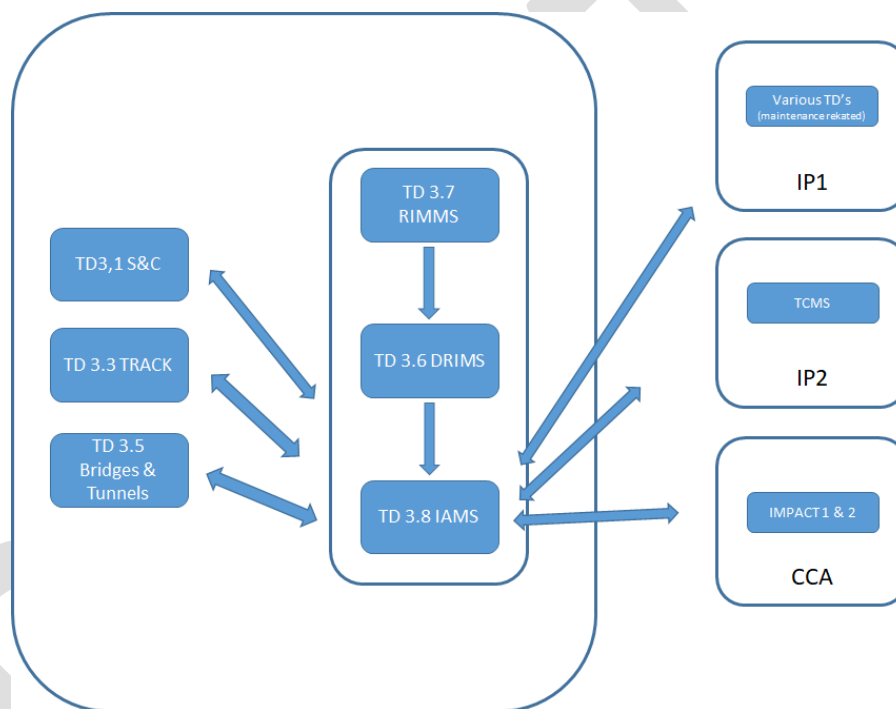 TD3,1 S&C
TD 3.3 TRACK
TD 3.5
Bridges &
Tunnels
TD 3.7
RIMMS
TD 3.6 DRIMS
TD 3.8 IAMS
Various TD's
(maintenance rekated)
IP1
TCMS
IP2
IMPACT 1 & 2
CCA